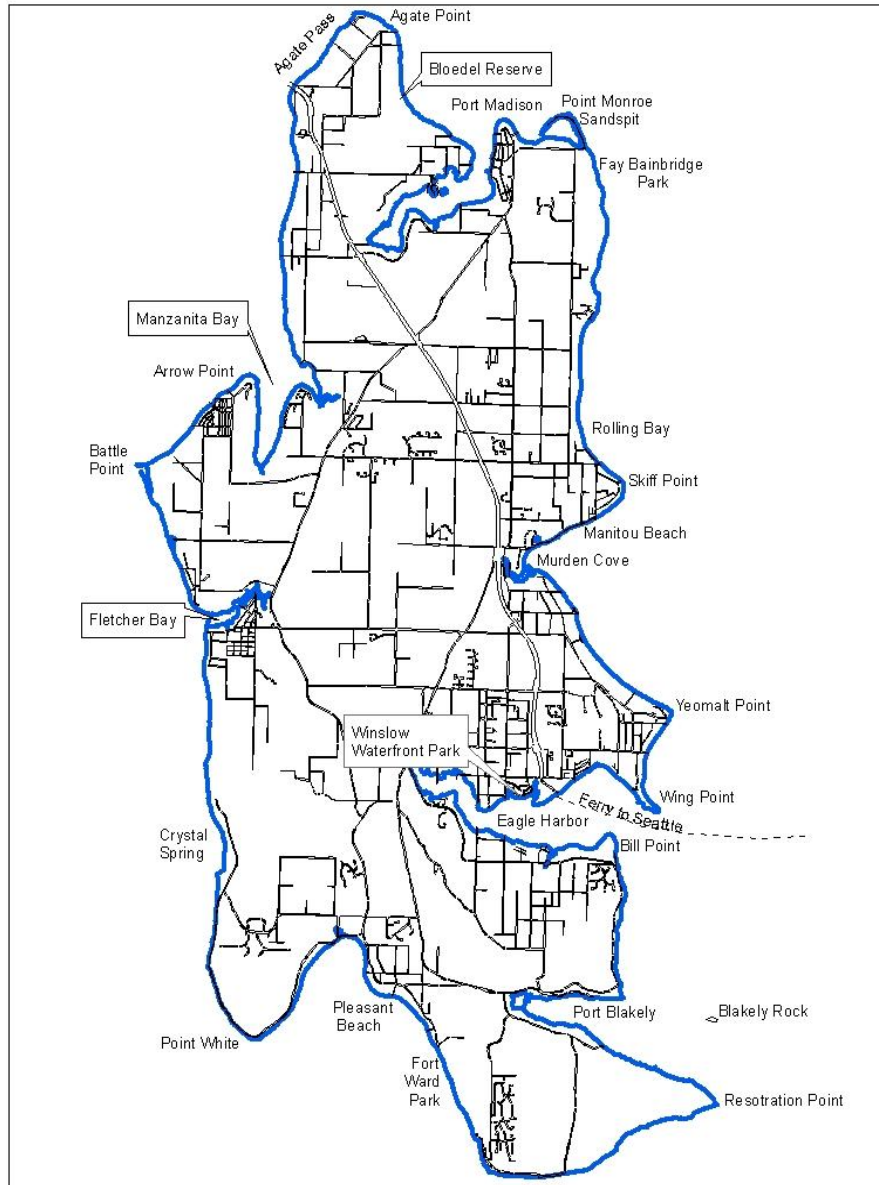 Agate Point
Agate Pass
Bloedel Reserve
Port Madison
Point Monroe
Sandspit
Fay Bainbridge
Park
Manzanita Bay
Arrow Point
Rolling Bay
Battle
Point
Skiff Point
Manitou Beach
Murden Cove
Fletcher Bay
Yeomalt Point
Winslow
Waterfront Park
Wing Point
Ferry to Seattle
Eagle Harbor
Bill Point
Crystal
Spring
Pleasant
Beach
Port Blakely
Blakely Rock
Point White
Fort
Ward
Park
Resotration Point